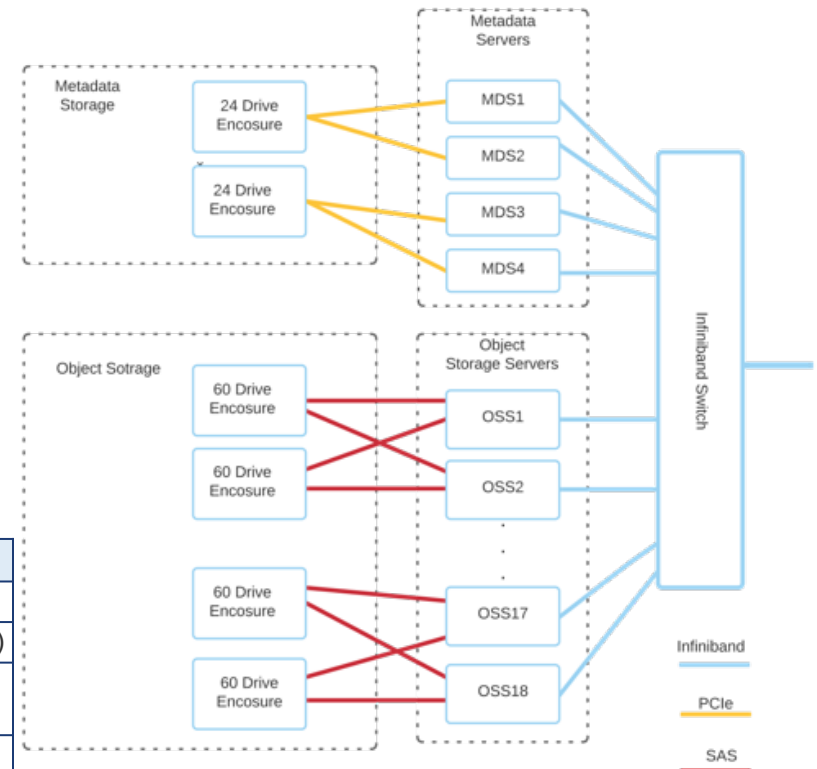 Metadata
Servers
Metadata
Storage
24 Drive
Encosure
24 Drive
Encosure
MDS1
MDS2
MDS3
MDS4
Infiniband Switch
Object Sotrage
Object
Storage Servers
60 Drive
Encosure
60 Drive
Encosure
60 Drive
Encosure
60 Drive
Encosure
OSS1
OSS2
.
.
.
OSS17
OSS18
)
Infiniband
PCIe
SAS